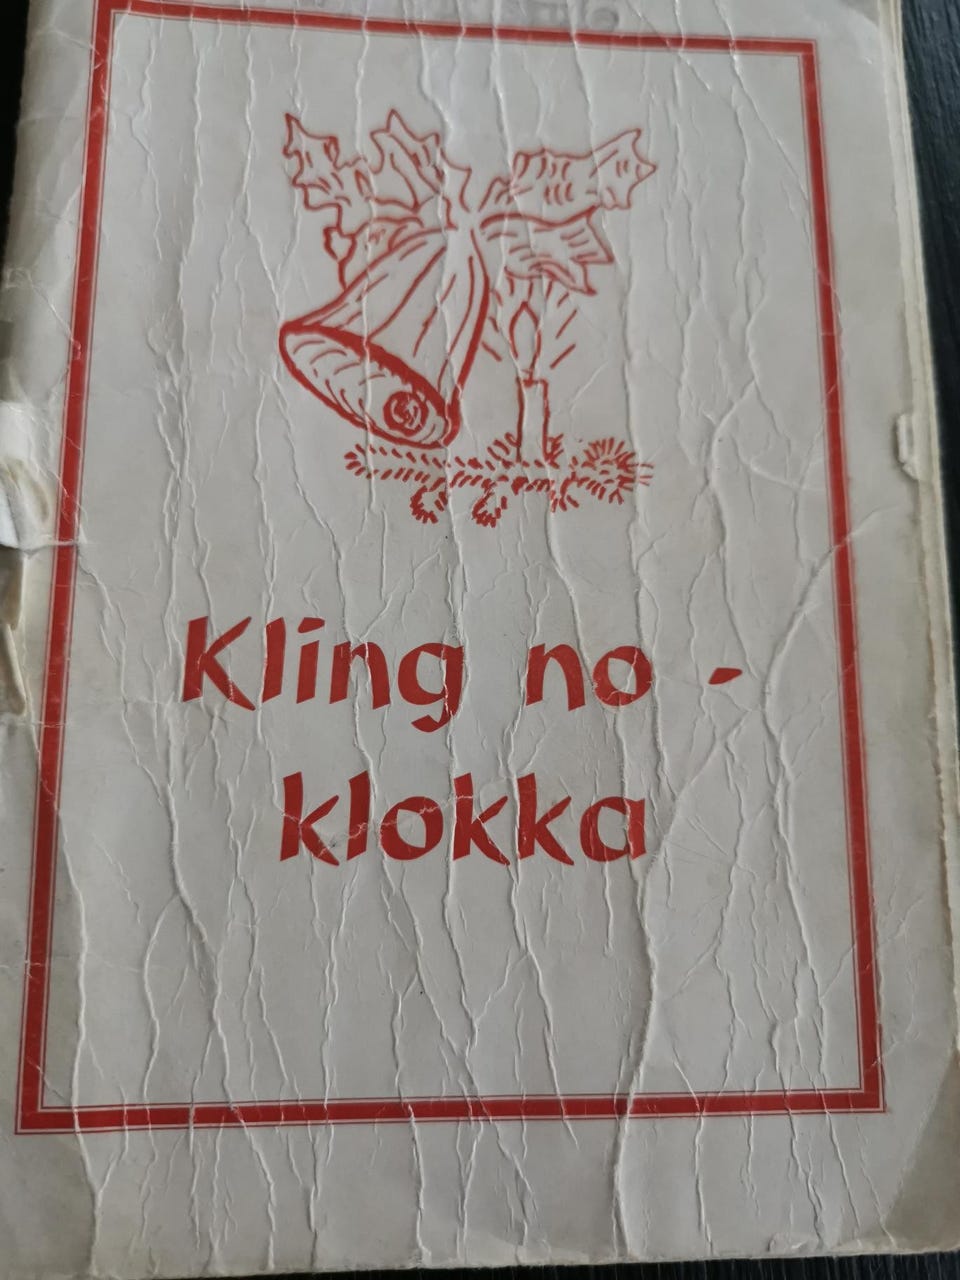 Kling no -
klokka